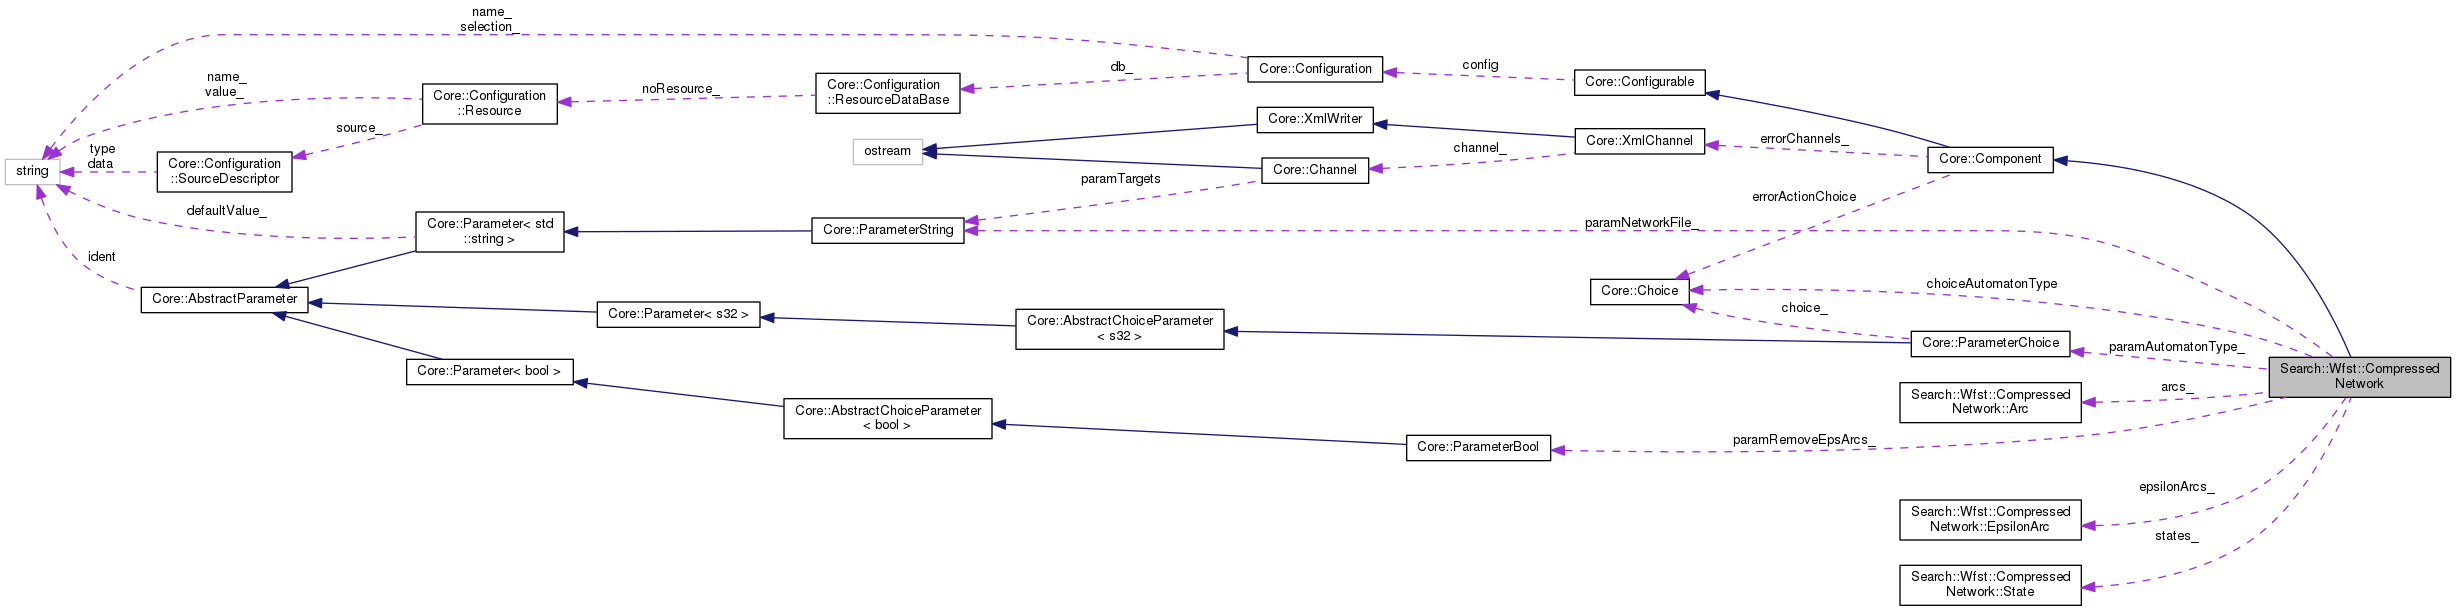 name_
selection_
name_
value_
Core::Configuration
::Resource
source_
type
data
string
Core::Configuration
::SourceDescriptor
defaultValue_
ident
Core::AbstractParameter
Core::Parameter< std
::string >
noResource_
Core::Configuration
::ResourceDataBase
db_
Core::Configuration
config
Core::Configurable
ostream
Core::XmlWriter
Core::Channel
channel_
Core::XmlChannel
errorChannels_
Core::Component
paramTargets
Core::ParameterString
errorActionChoice
paramNetworkFile_
Core::Choice
choiceAutomatonType
choice_
Core::Parameter< s32 >
Core::AbstractChoiceParameter
< s32 >
Core::ParameterChoice
paramAutomatonType_
Core::Parameter< bool >
Core::AbstractChoiceParameter
< bool >
Core::ParameterBool
paramRemoveEpsArcs_
arcs_
Search::Wfst::Compressed
Network::Arc
Search::Wfst::Compressed
Network
epsilonArcs_
Search::Wfst::Compressed
Network::EpsilonArc
states_
Search::Wfst::Compressed
Network::State